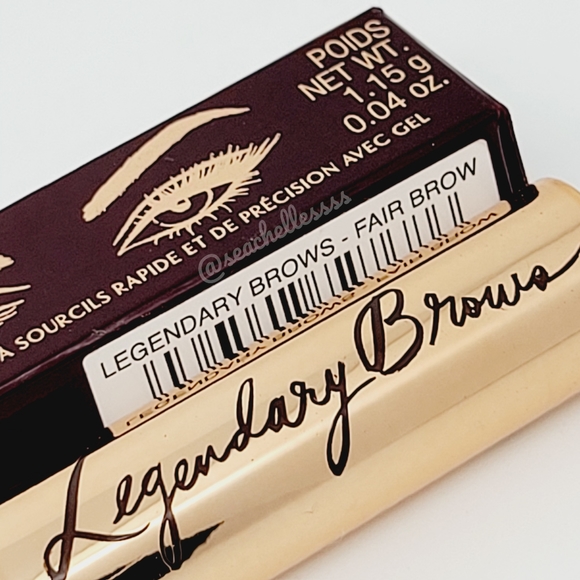 POIDS
NET WT.
1.15 g
0.04 oz.
À SOURCILS RAPIDE ET DE PRÉCISION AVEC GEL
@seachellessss
LEGENDARY BROWS - FAIR BROW
Legendary Brows